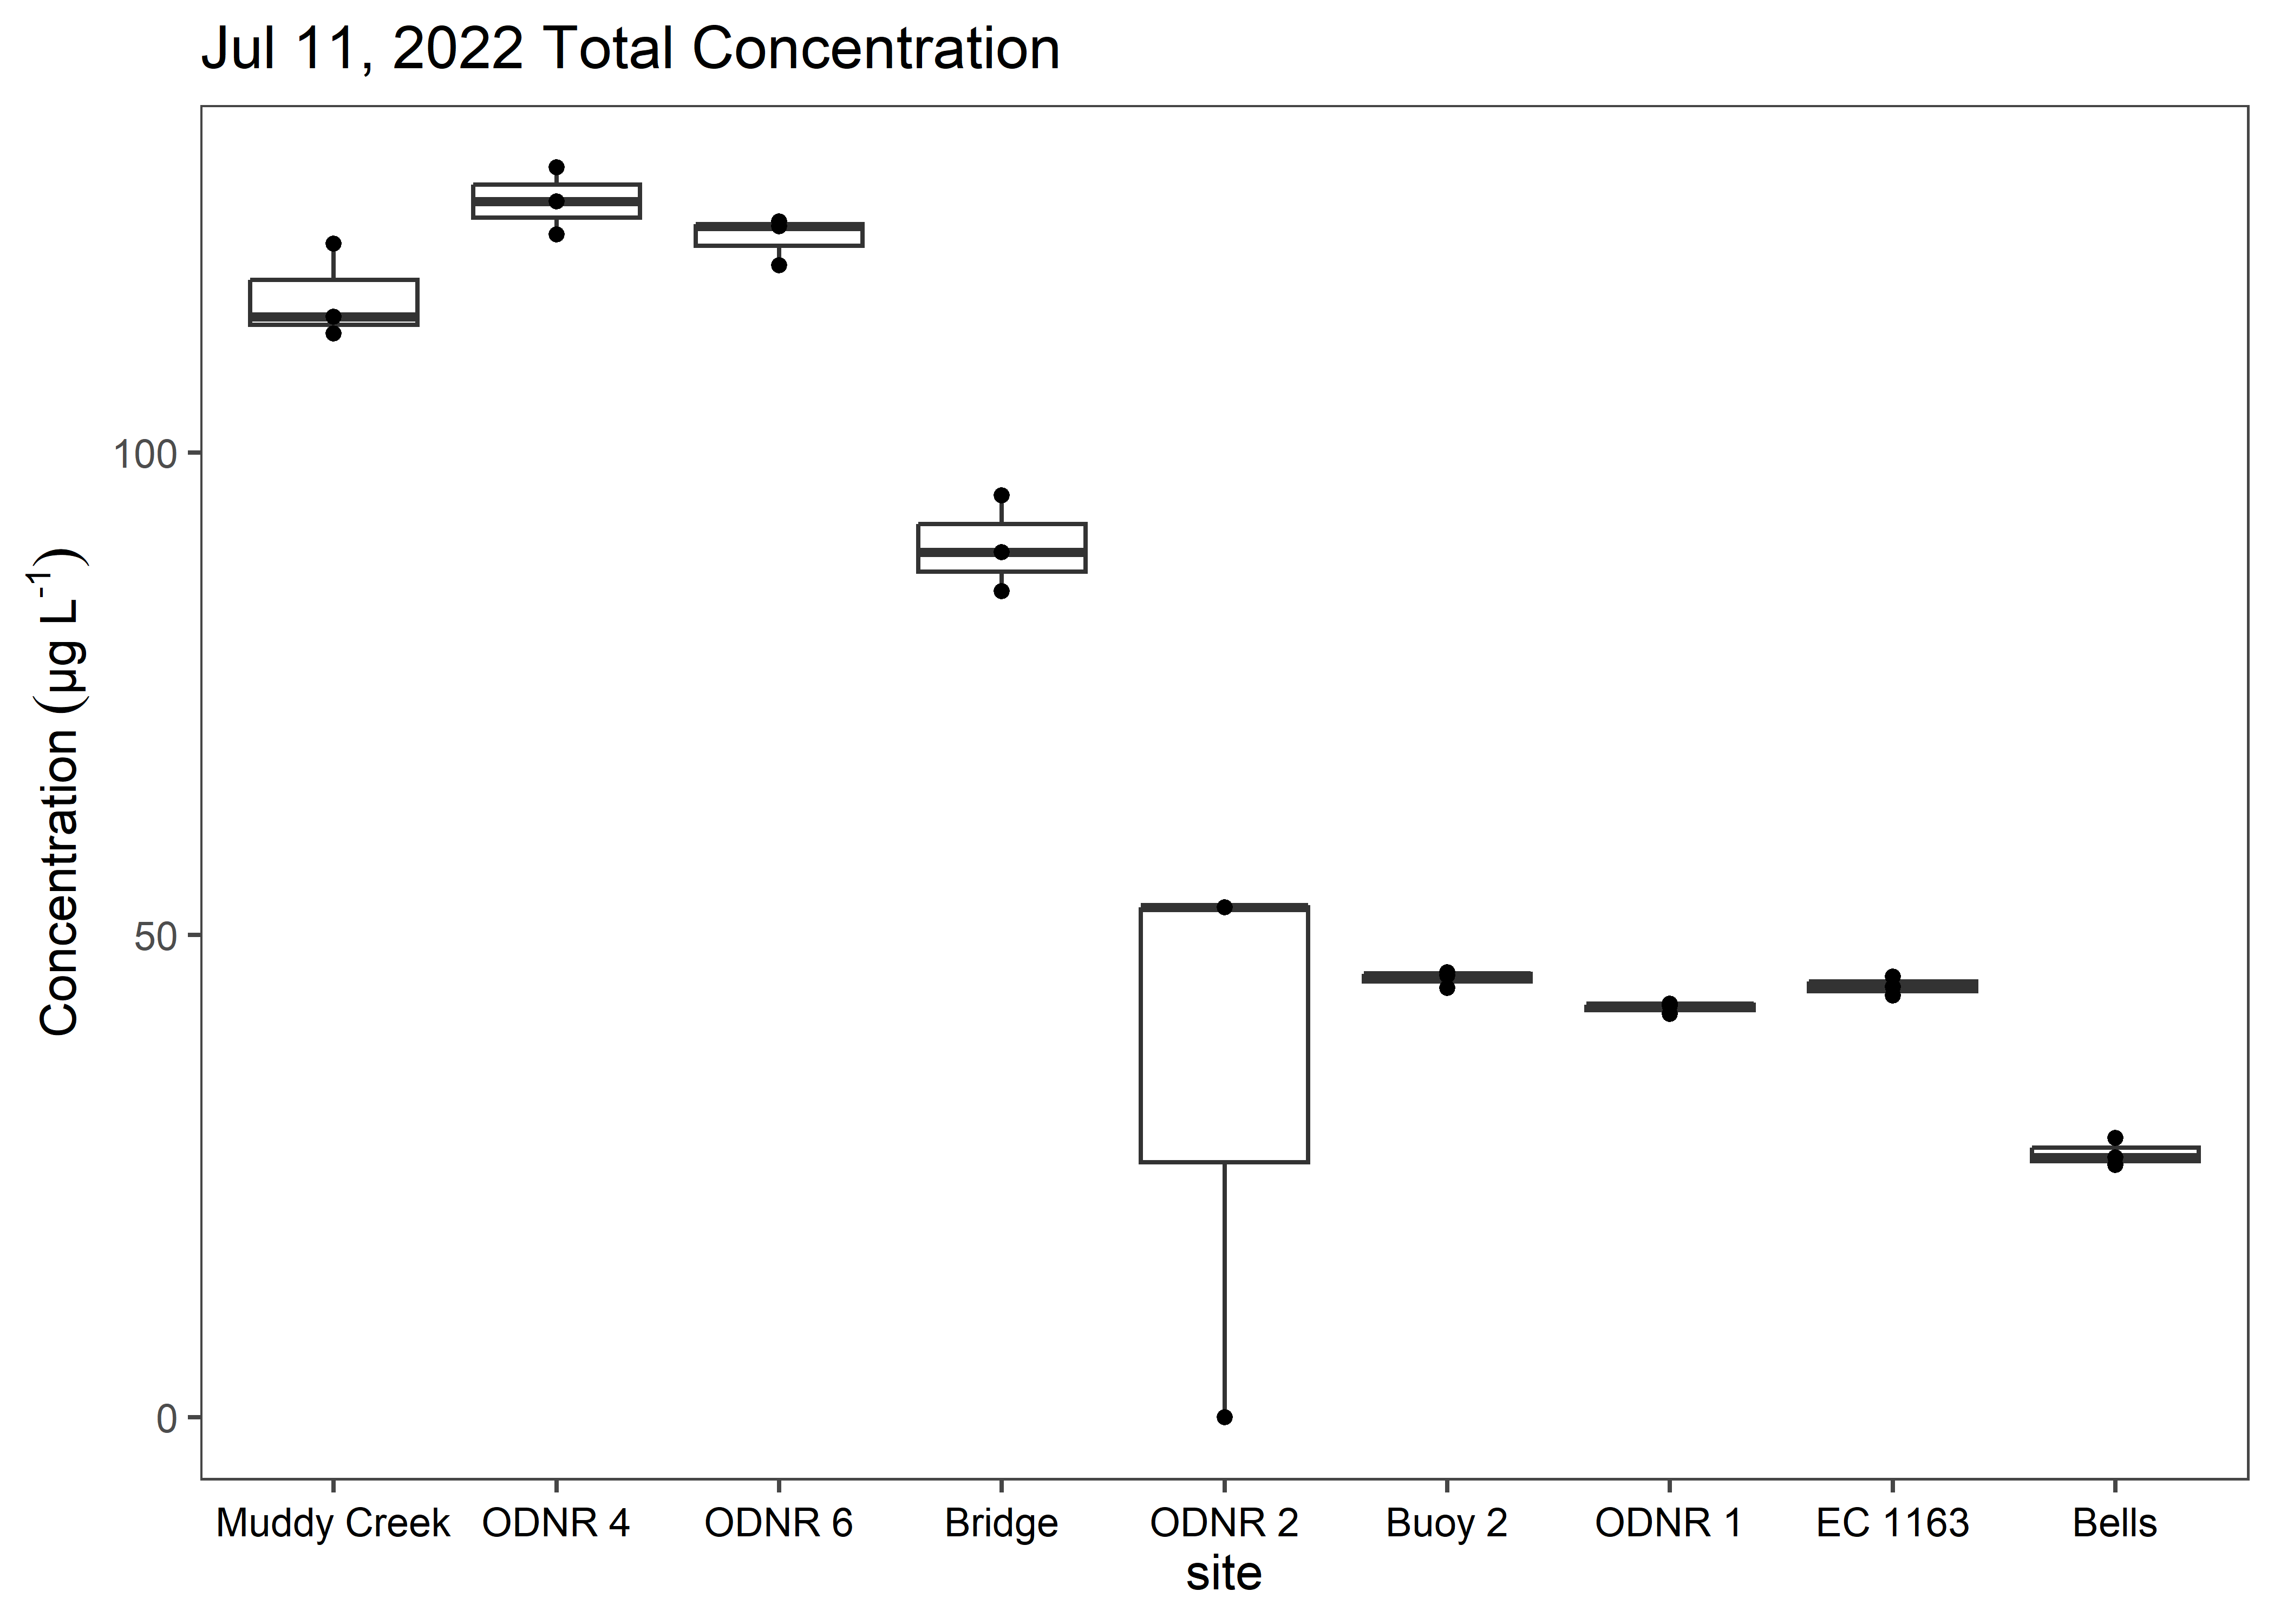 Jul 11, 2022 Total Concentration
Concentration (µg L⁻¹)
100
50
0
Muddy Creek ODNR 4 ODNR 6 Bridge ODNR 2 Buoy 2 ODNR 1 EC 1163 Bells
site